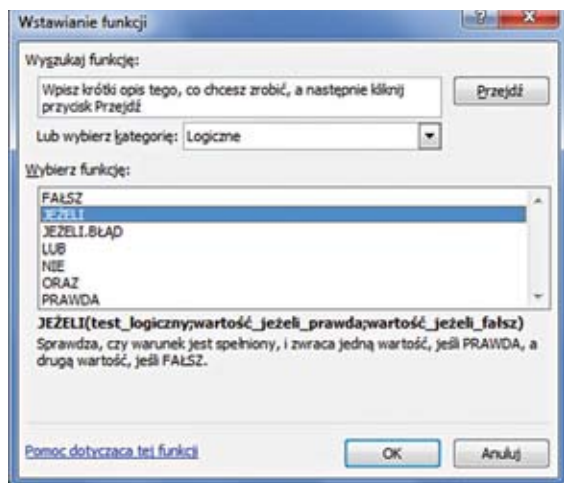 Wstawianie funkcji
Wyszukaj funkcję:
Wpisz krótki opis tego, co chcesz zrobić, a następnie kliknij
przycisk Przejdź
Przejdź
Lub wybierz kategorię: Logiczne
Wybierz funkcję:
FAŁSZ
JEŻELI
JEŻELI.BŁĄD
LUB
NIE
ORAZ
PRAWDA
JEŻELI(test_logiczny;wartość_jeżeli_prawda;wartość_jeżeli_fałsz)
Sprawdza, czy warunek jest spełniony, i zwraca jedną wartość, jeśli PRAWDA, a
drugą wartość, jeśli FAŁSZ.
Pomoc dotycząca tej funkcji
OK
Anuluj